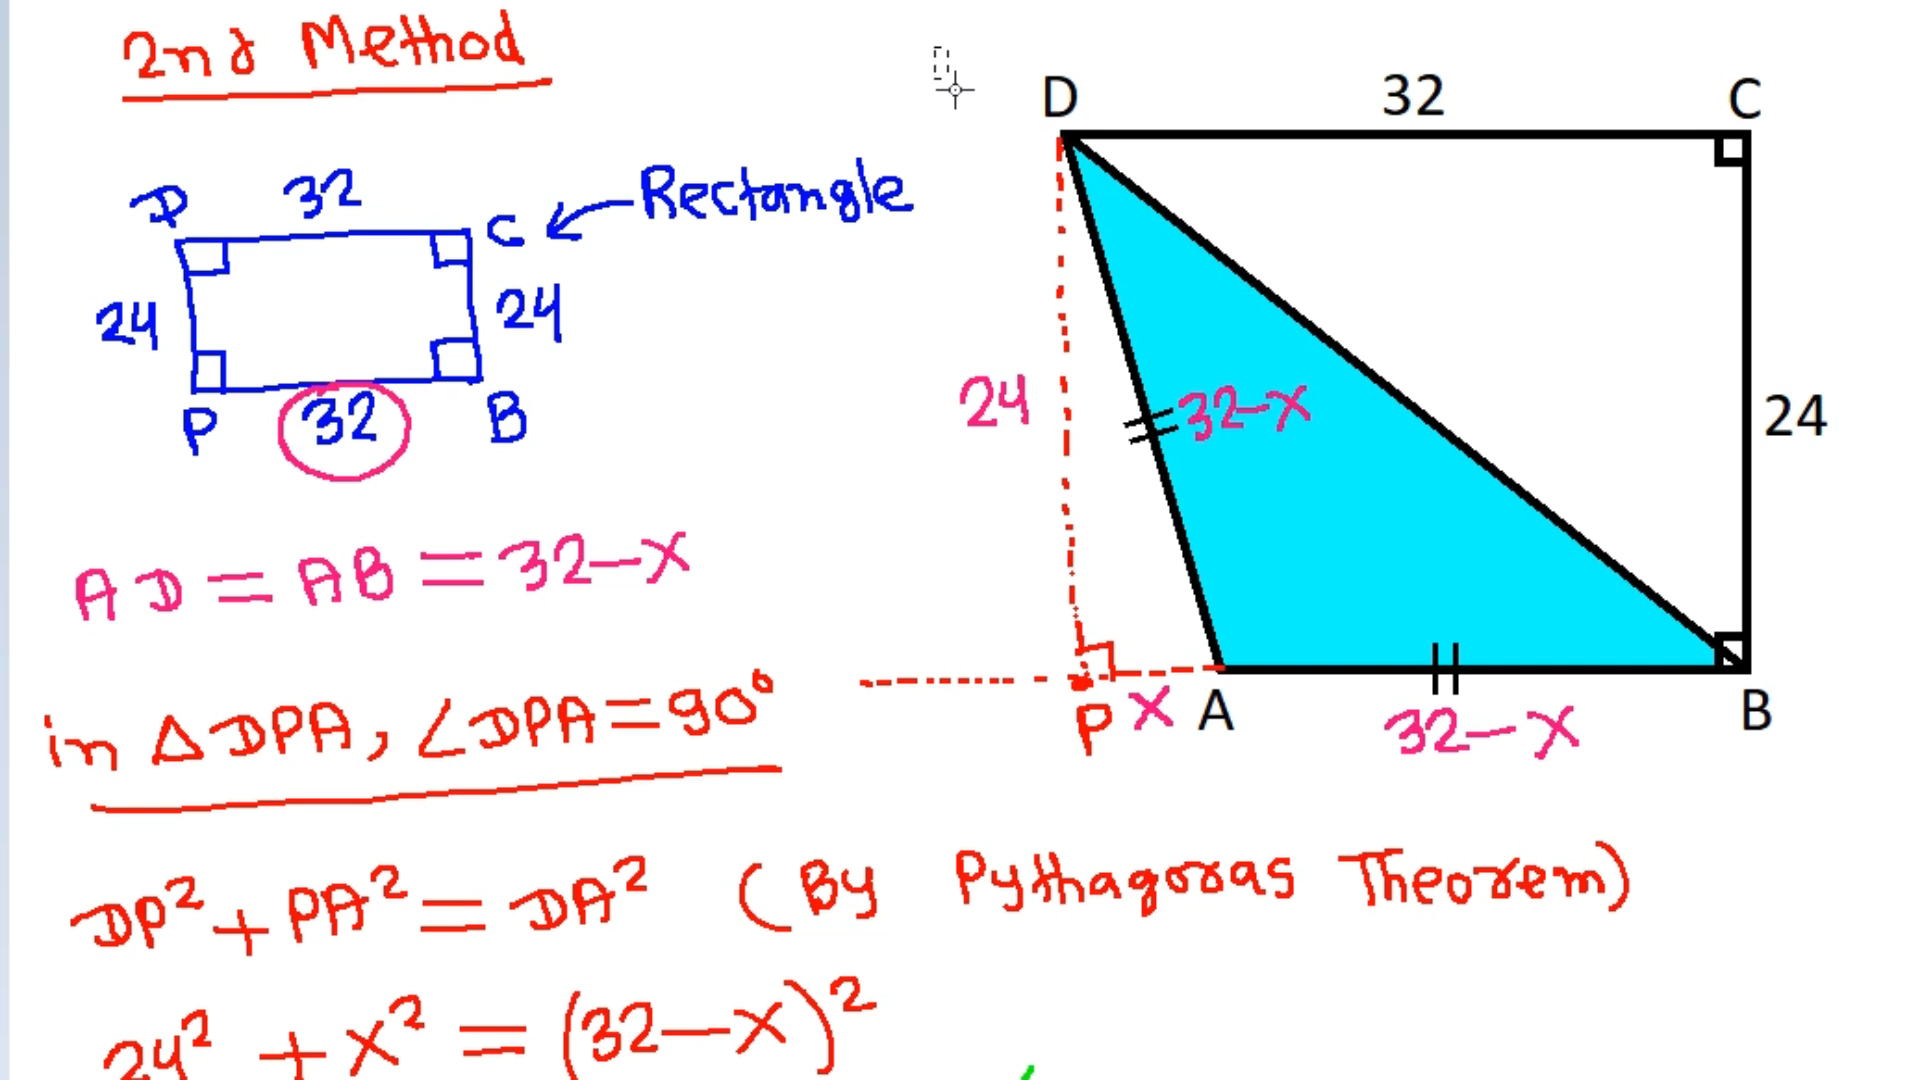 2nd Method
D 32 C ← Rectangle
24 24
P 32 B
AD = AB = 32-x
in △DPA, ∠DPA = 90°
DP² + PA² = DA² (By Pythagoras Theorem)
24² + x² = (32-x)²
D 32 C
24 32-x 24
P x A 32-x B